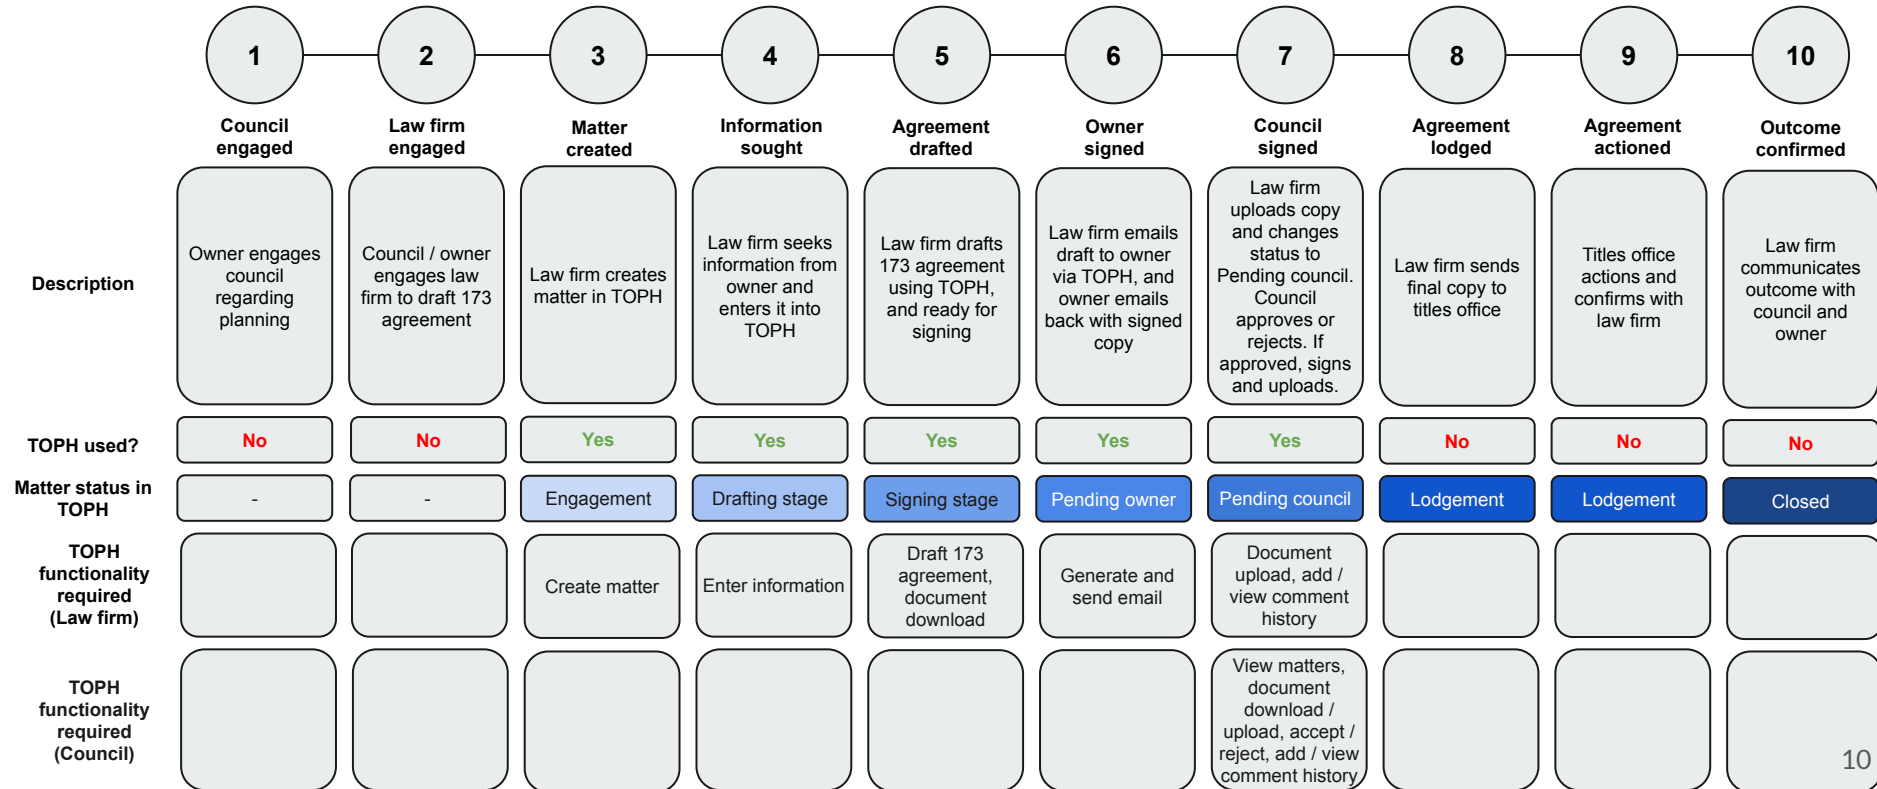 1
2
3
4
5
6
7
8
9
10
Council
engaged
Law firm
engaged
Matter
created
Information
sought
Agreement
drafted
Owner
signed
Council
signed
Agreement
lodged
Agreement
actioned
Outcome
confirmed
Description
Owner engages
council
regarding
planning
Council / owner
engages law
firm to draft 173
agreement
Law firm creates
matter in TOPH
Law firm seeks
information from
owner and
enters it into
TOPH
Law firm drafts
173 agreement
using TOPH,
and ready for
signing
Law firm emails
draft to owner
via TOPH, and
owner emails
back with signed
copy
Law firm
uploads copy
and changes
status to
Pending council.
Council
approves or
rejects. If
approved, signs
and uploads.
Law firm sends
final copy to
titles office
Titles office
actions and
confirms with
law firm
Law firm
communicates
outcome with
council and
owner
TOPH used?
No
No
Yes
Yes
Yes
Yes
Yes
No
No
No
Matter status in
TOPH
-
-
Engagement
Drafting stage
Signing stage
Pending owner
Pending council
Lodgement
Lodgement
Closed
TOPH
functionality
required
(Law firm)
Create matter
Enter information
Draft 173
agreement,
document
download
Generate and
send email
Document
upload, add /
view comment
history
TOPH
functionality
required
(Council)
View matters,
document
download /
upload, accept /
reject, add / view
comment history
10